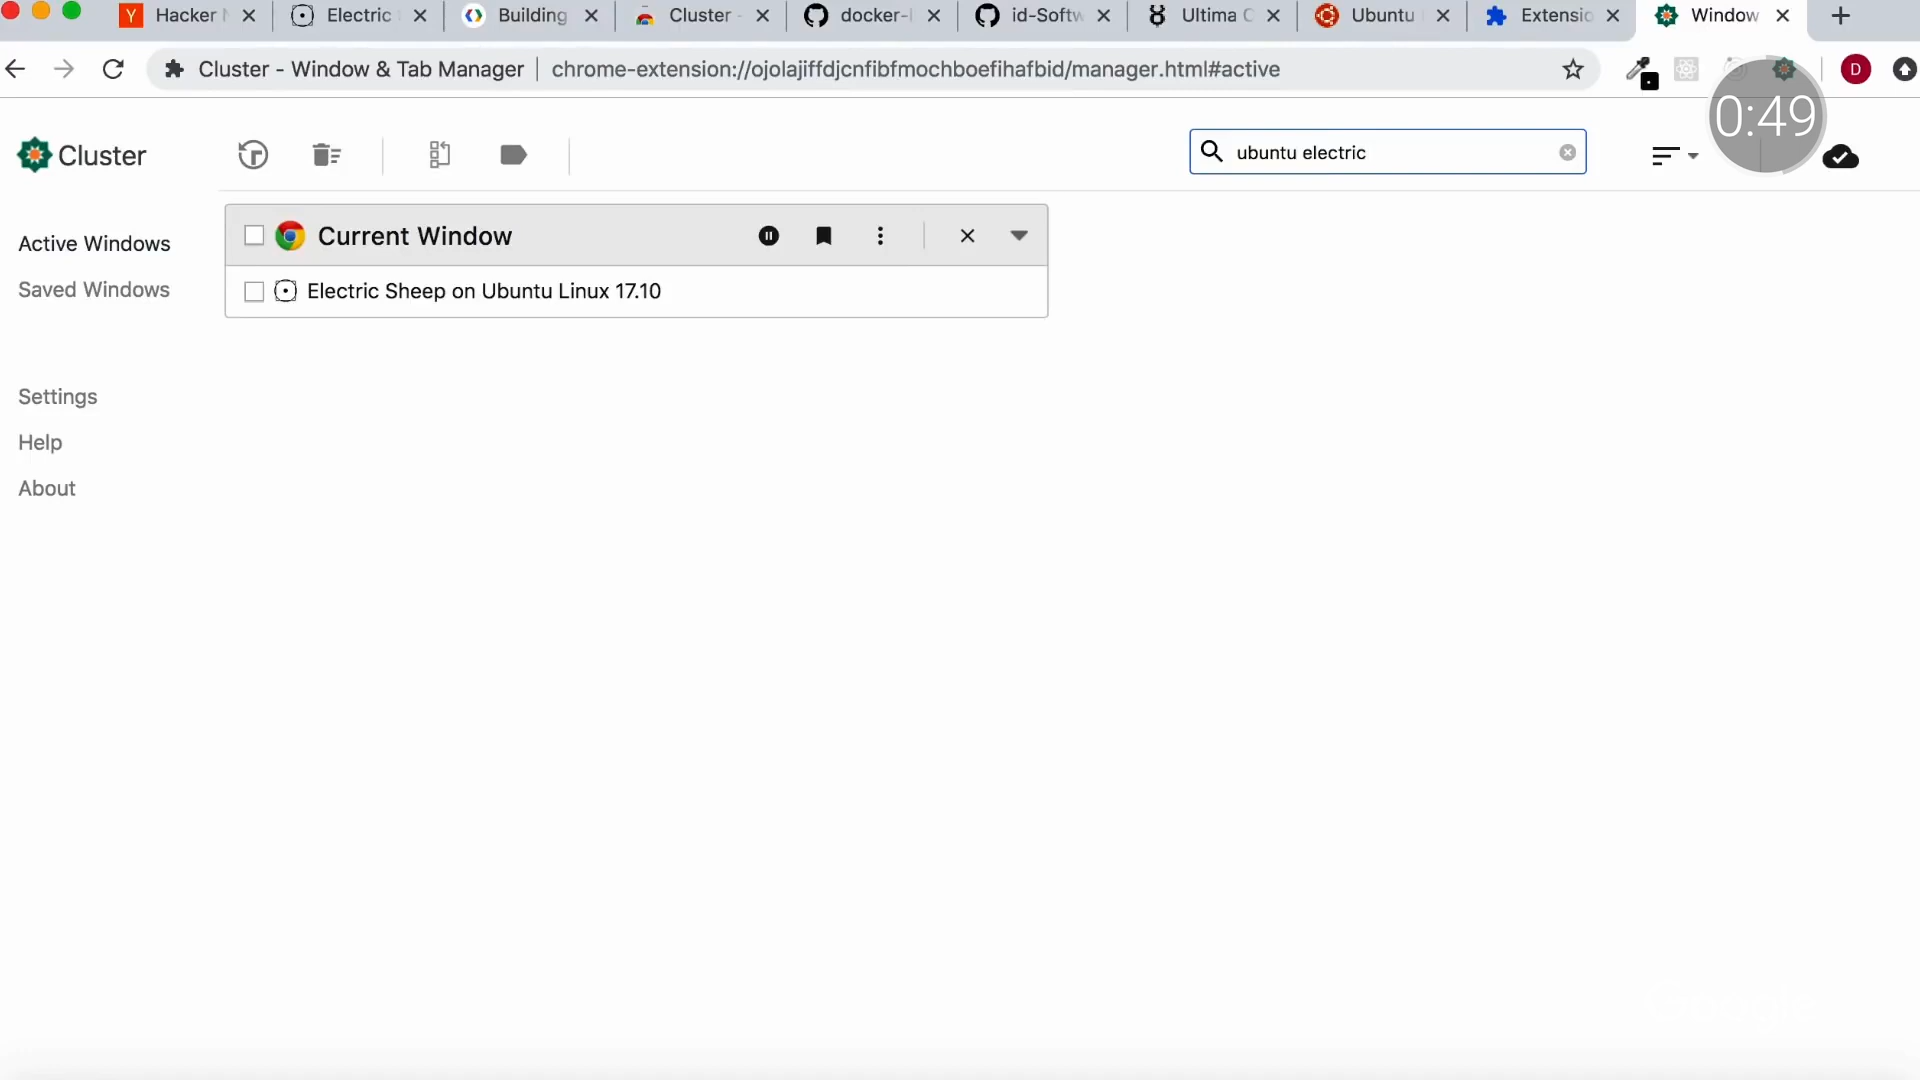 Hacker N
Electric
Building
Cluster -
docker-
id-Softw
Ultima O
Ubuntu
Extensio
Window
Cluster - Window & Tab Manager
chrome-extension://ojolajiffdjcnfibfmochboefihafbid/manager.html#active
D
0:49
Cluster
ubuntu electric
Active Windows
Saved Windows
Settings
Help
About
Current Window
Electric Sheep on Ubuntu Linux 17.10
Google